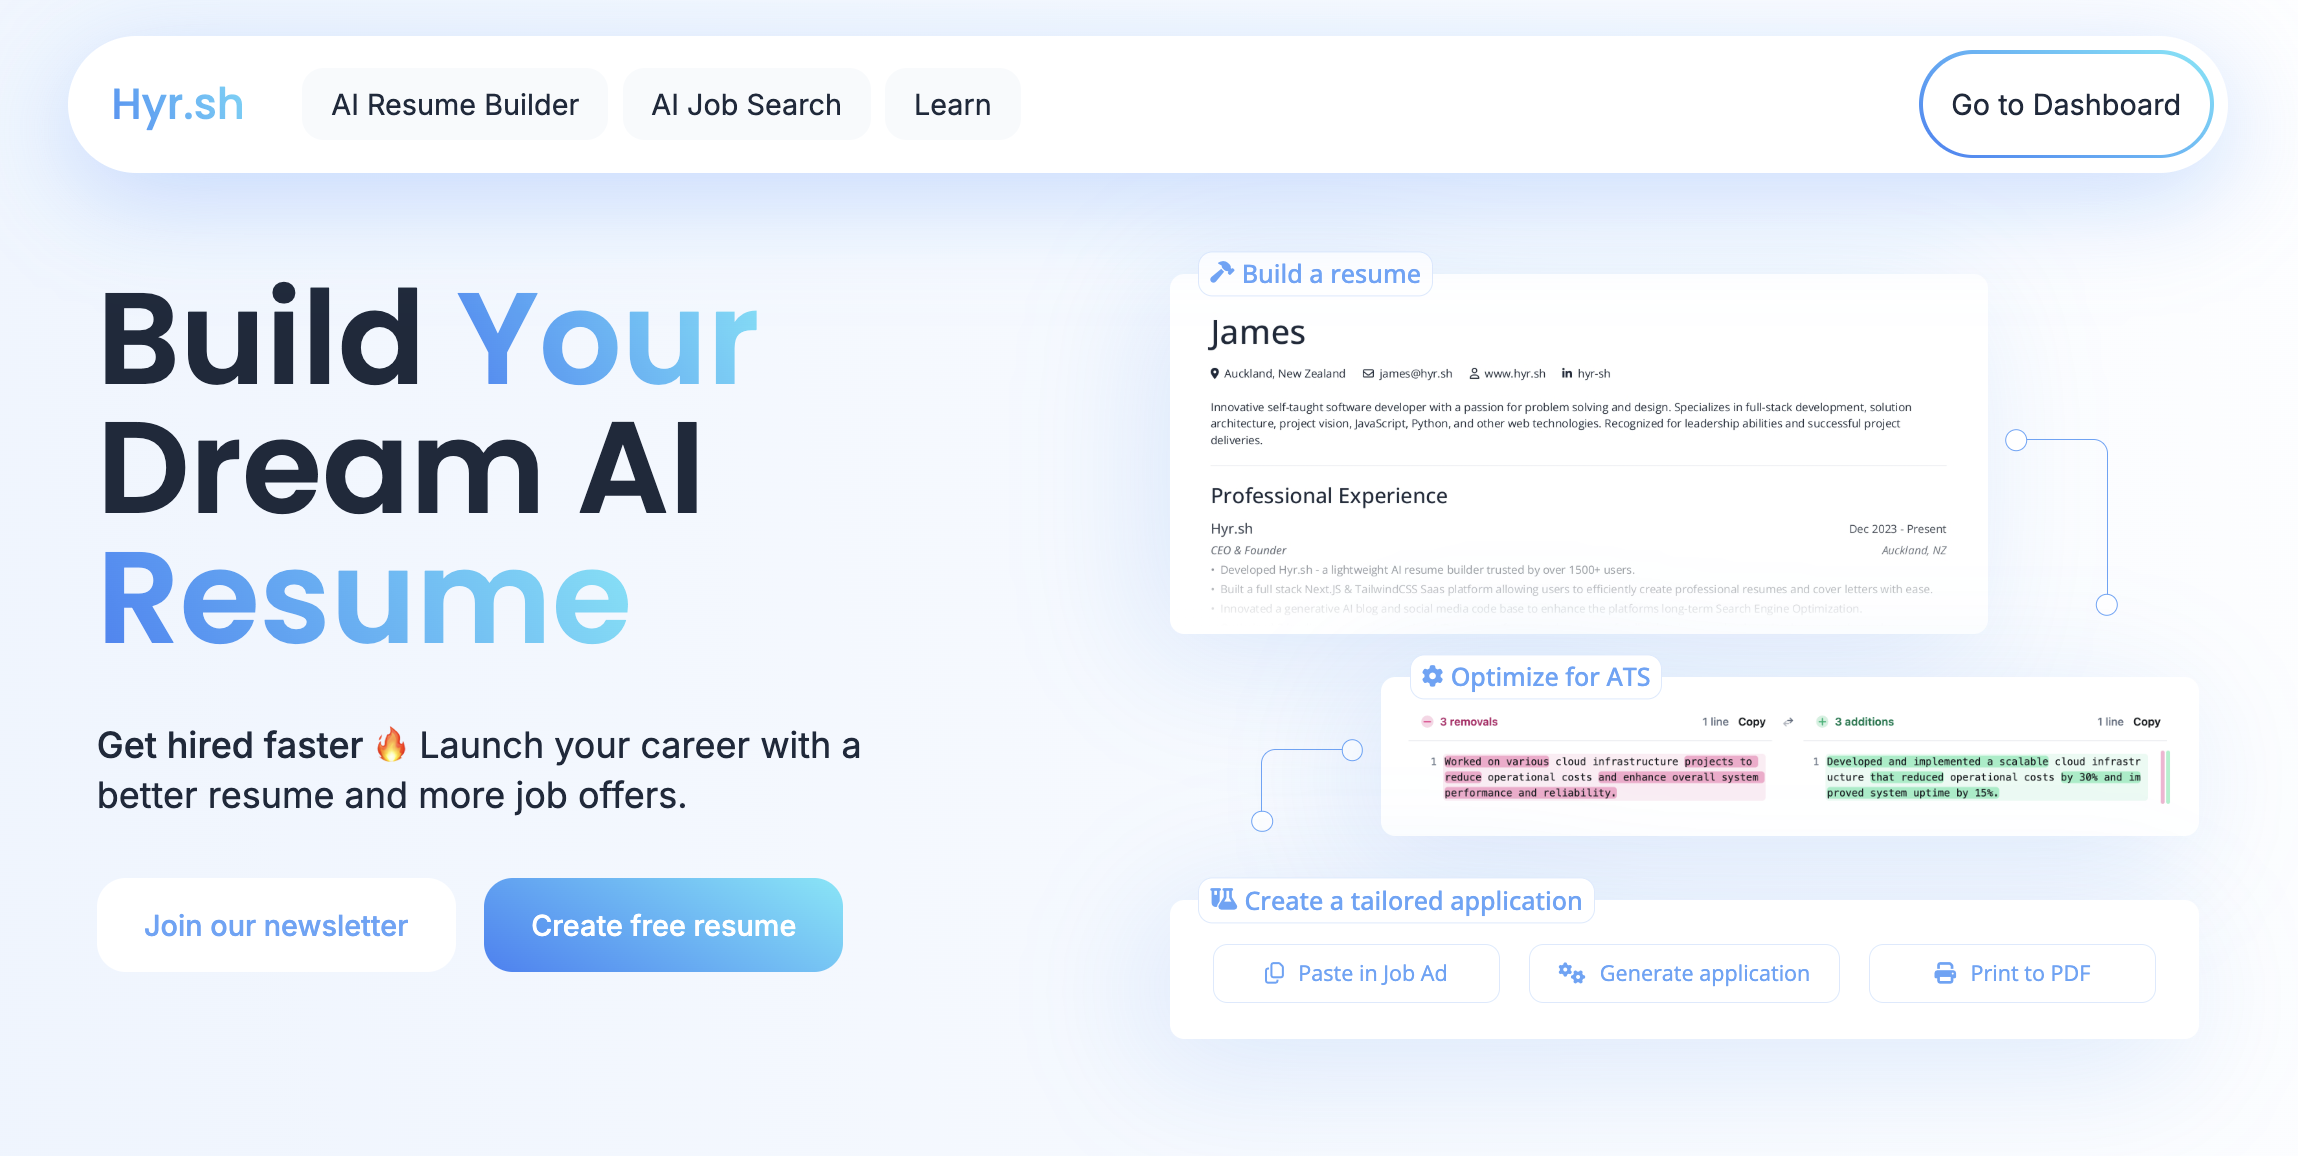 Hyr.sh
AI Resume Builder
AI Job Search
Learn
Go to Dashboard
Build Your
Dream AI
Resume
Get hired faster 🔥 Launch your career with a
better resume and more job offers.
Join our newsletter
Create free resume
Build a resume
James
Auckland, New Zealand
james@hyr.sh
www.hyr.sh
hyr-sh
Innovative self-taught software developer with a passion for problem solving and design. Specializes in full-stack development, solution
architecture, project vision, JavaScript, Python, and other web technologies. Recognized for leadership abilities and successful project
deliveries.
Professional Experience
Hyr.sh
Dec 2023 - Present
CEO & Founder
Auckland, NZ
• Developed Hyr.sh - a lightweight AI resume builder trusted by over 1500+ users.
• Built a full stack Next.JS & TailwindCSS Saas platform allowing users to efficiently create professional resumes and cover letters with ease.
• Innovated a generative AI blog and social media code base to enhance the platforms long-term Search Engine Optimization.
Optimize for ATS
3 removals
1 line Copy
3 additions
1 line Copy
1 Worked on various cloud infrastructure projects to
reduce operational costs and enhance overall system
performance and reliability.
1 Developed and implemented a scalable cloud infrastr
ucture that reduced operational costs by 30% and im
proved system uptime by 15%.
Create a tailored application
Paste in Job Ad
Generate application
Print to PDF